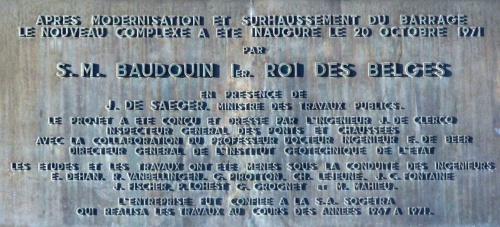 APRES MODERNISATION ET SURHAUSSEMENT DU BARRAGE
LE NOUVEAU COMPLEXE A ETE INAUGURE LE 20 OCTOBRE 1971
PAR
S.M. BAUDOUIN 1ER. ROI DES BELGES
EN PRESENCE DE
J. DE SAEGER, MINISTRE DES TRAVAUX PUBLICS.
LE PROJET A ETE CONÇU ET DRESSE PAR L'INGENIEUR J. DE CLERCQ
INSPECTEUR GENERAL DES PONTS ET CHAUSSEES
AVEC LA COLLABORATION DU PROFESSEUR DOCTEUR INGENIEUR E. DE BEER
DIRECTEUR GENERAL DE L'INSTITUT GEOTECHNIQUE DE L'ETAT
LES ETUDES ET LES TRAVAUX ONT ETE MENES SOUS LA CONDUITE DES INGENIEURS
E. DEHAN, R. VANBELLINGEN, G. PIROTTON, CH. LEJEUNE, J.C. FONTAINE
J. FISCHER, P. LOHEST, G. GROGNET ET M. MAHIEU.
L'ENTREPRISE FUT CONFIEE A LA S.A. SOGETRA
QUI REALISA LES TRAVAUX AU COURS DES ANNEES 1967 A 1971.